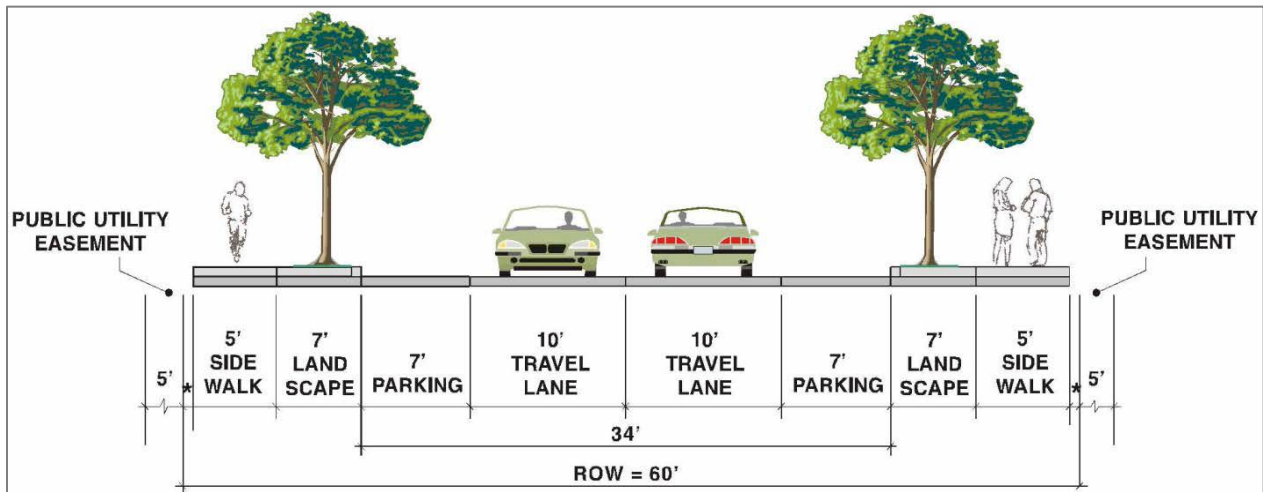 PUBLIC UTILITY
EASEMENT
PUBLIC UTILITY
EASEMENT
5'
*
5'
SIDE
WALK
7'
LAND
SCAPE
7'
PARKING
10'
TRAVEL
LANE
10'
TRAVEL
LANE
7'
PARKING
7'
LAND
SCAPE
5'
SIDE
WALK
*
5'
34'
ROW = 60'